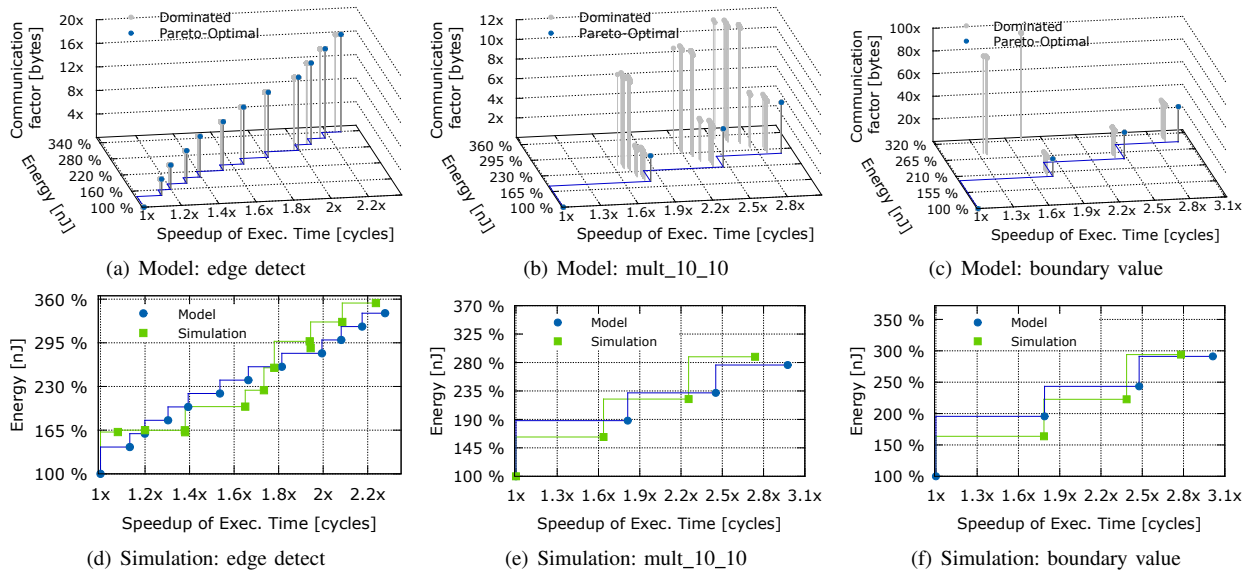 Communication
factor [bytes]
20x
16x
12x
8x
4x
Dominated
Pareto-Optimal
340 %
280 %
220 %
160 %
100 %
Energy [nJ]
1x 1.2x 1.4x 1.6x 1.8x 2x 2.2x
Speedup of Exec. Time [cycles]
(a) Model: edge detect
Communication
factor [bytes]
12x
10x
8x
6x
4x
2x
Dominated
Pareto-Optimal
360 %
295 %
230 %
165 %
100 %
Energy [nJ]
1x 1.3x 1.6x 1.9x 2.2x 2.5x 2.8x
Speedup of Exec. Time [cycles]
(b) Model: mult_10_10
Communication
factor [bytes]
100x
80x
60x
40x
20x
Dominated
Pareto-Optimal
320 %
265 %
210 %
155 %
100 %
Energy [nJ]
1x 1.3x 1.6x 1.9x 2.2x 2.5x 2.8x 3.1x
Speedup of Exec. Time [cycles]
(c) Model: boundary value
Energy [nJ]
360 %
295 %
230 %
165 %
100 %
Model
Simulation
1x 1.2x 1.4x 1.6x 1.8x 2x 2.2x
Speedup of Exec. Time [cycles]
(d) Simulation: edge detect
Energy [nJ]
370 %
325 %
280 %
235 %
190 %
145 %
100 %
Model
Simulation
1x 1.3x 1.6x 1.9x 2.2x 2.5x 2.8x 3.1x
Speedup of Exec. Time [cycles]
(e) Simulation: mult_10_10
Energy [nJ]
350 %
300 %
250 %
200 %
150 %
100 %
Model
Simulation
1x 1.3x 1.6x 1.9x 2.2x 2.5x 2.8x 3.1x
Speedup of Exec. Time [cycles]
(f) Simulation: boundary value